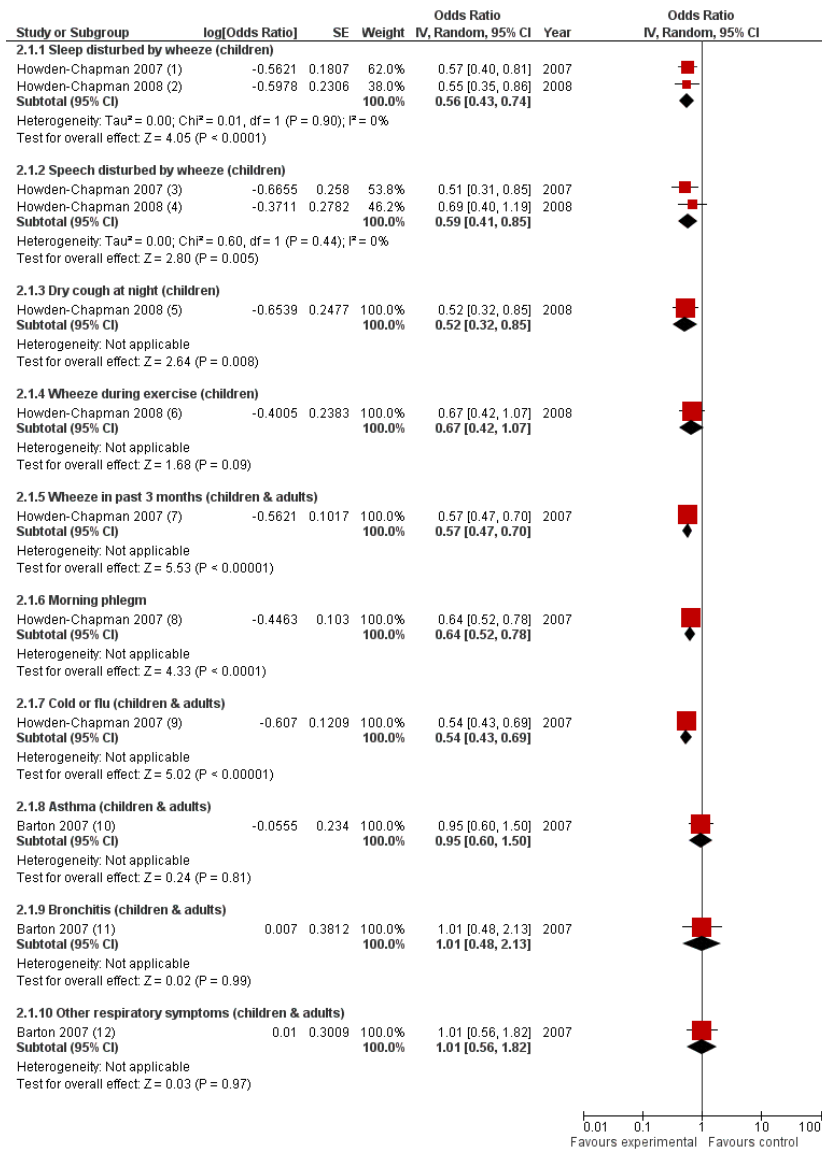 Odds Ratio Odds Ratio
Study or Subgroup log[Odds Ratio] SE Weight IV, Random, 95% CI Year IV, Random, 95% CI
2.1.1 Sleep disturbed by wheeze (children)
Howden-Chapman 2007 (1) -0.5621 0.1807 62.0% 0.57 [0.40, 0.81] 2007
Howden-Chapman 2008 (2) -0.5978 0.2306 38.0% 0.55 [0.35, 0.86] 2008
Subtotal (95% CI) 100.0% 0.56 [0.43, 0.74]
Heterogeneity: Tau² = 0.00; Chi² = 0.01, df = 1 (P = 0.90); I² = 0%
Test for overall effect: Z = 4.05 (P < 0.0001)
2.1.2 Speech disturbed by wheeze (children)
Howden-Chapman 2007 (3) -0.6655 0.258 53.8% 0.51 [0.31, 0.85] 2007
Howden-Chapman 2008 (4) -0.3711 0.2782 46.2% 0.69 [0.40, 1.19] 2008
Subtotal (95% CI) 100.0% 0.59 [0.41, 0.85]
Heterogeneity: Tau² = 0.00; Chi² = 0.60, df = 1 (P = 0.44); I² = 0%
Test for overall effect: Z = 2.80 (P = 0.005)
2.1.3 Dry cough at night (children)
Howden-Chapman 2008 (5) -0.6539 0.2477 100.0% 0.52 [0.32, 0.85] 2008
Subtotal (95% CI) 100.0% 0.52 [0.32, 0.85]
Heterogeneity: Not applicable
Test for overall effect: Z = 2.64 (P = 0.008)
2.1.4 Wheeze during exercise (children)
Howden-Chapman 2008 (6) -0.4005 0.2383 100.0% 0.67 [0.42, 1.07] 2008
Subtotal (95% CI) 100.0% 0.67 [0.42, 1.07]
Heterogeneity: Not applicable
Test for overall effect: Z = 1.68 (P = 0.09)
2.1.5 Wheeze in past 3 months (children & adults)
Howden-Chapman 2007 (7) -0.5621 0.1017 100.0% 0.57 [0.47, 0.70] 2007
Subtotal (95% CI) 100.0% 0.57 [0.47, 0.70]
Heterogeneity: Not applicable
Test for overall effect: Z = 5.53 (P < 0.00001)
2.1.6 Morning phlegm
Howden-Chapman 2007 (8) -0.4463 0.103 100.0% 0.64 [0.52, 0.78] 2007
Subtotal (95% CI) 100.0% 0.64 [0.52, 0.78]
Heterogeneity: Not applicable
Test for overall effect: Z = 4.33 (P < 0.0001)
2.1.7 Cold or flu (children & adults)
Howden-Chapman 2007 (9) -0.607 0.1209 100.0% 0.54 [0.43, 0.69] 2007
Subtotal (95% CI) 100.0% 0.54 [0.43, 0.69]
Heterogeneity: Not applicable
Test for overall effect: Z = 5.02 (P < 0.00001)
2.1.8 Asthma (children & adults)
Barton 2007 (10) -0.0555 0.234 100.0% 0.95 [0.60, 1.50] 2007
Subtotal (95% CI) 100.0% 0.95 [0.60, 1.50]
Heterogeneity: Not applicable
Test for overall effect: Z = 0.24 (P = 0.81)
2.1.9 Bronchitis (children & adults)
Barton 2007 (11) 0.007 0.3812 100.0% 1.01 [0.48, 2.13] 2007
Subtotal (95% CI) 100.0% 1.01 [0.48, 2.13]
Heterogeneity: Not applicable
Test for overall effect: Z = 0.02 (P = 0.99)
2.1.10 Other respiratory symptoms (children & adults)
Barton 2007 (12) 0.01 0.3009 100.0% 1.01 [0.56, 1.82] 2007
Subtotal (95% CI) 100.0% 1.01 [0.56, 1.82]
Heterogeneity: Not applicable
Test for overall effect: Z = 0.03 (P = 0.97)
0.01 0.1 1 10 100
Favours experimental Favours control